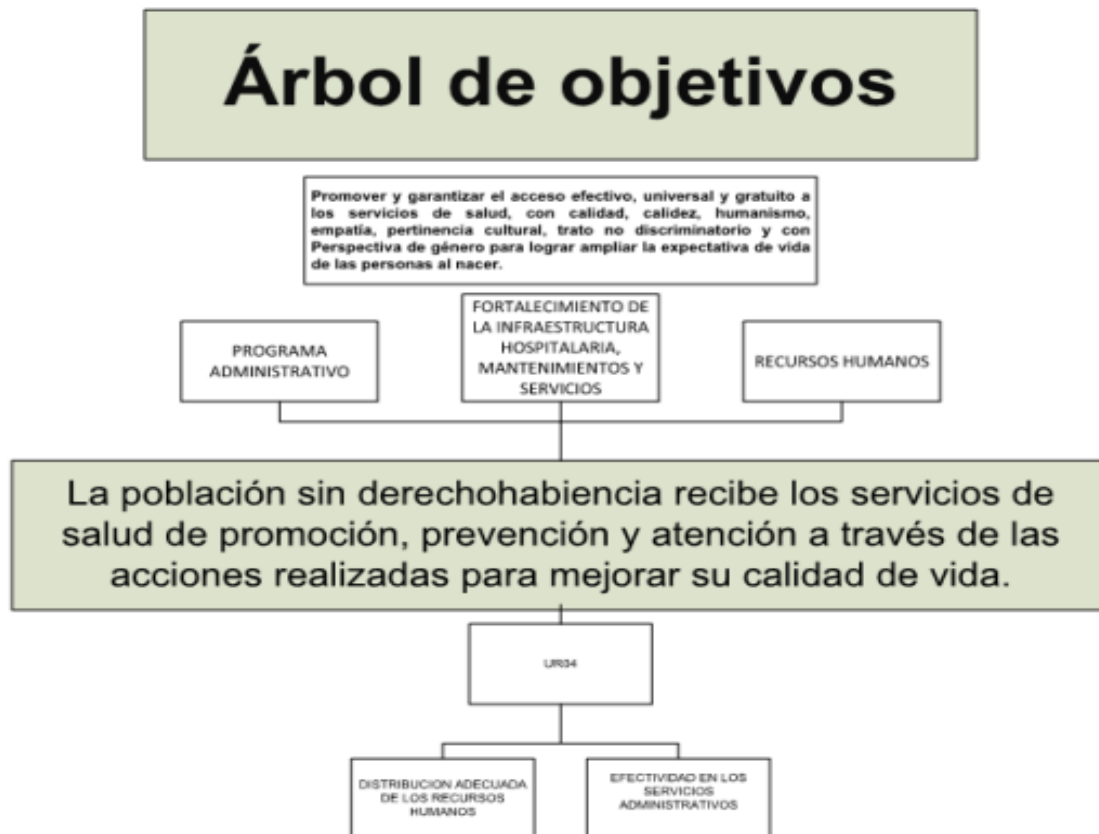 Árbol de objetivos
Promover y garantizar el acceso efectivo, universal y gratuito a
los servicios de salud, con calidad, calidez, humanismo,
empatía, pertinencia cultural, trato no discriminatorio y con
Perspectiva de género para lograr ampliar la expectativa de vida
de las personas al nacer.
PROGRAMA
ADMINISTRATIVO
FORTALECIMIENTO DE
LA INFRAESTRUCTURA
HOSPITALARIA,
MANTENIMIENTOS Y
SERVICIOS
RECURSOS HUMANOS
La población sin derechohabiencia recibe los servicios de
salud de promoción, prevención y atención a través de las
acciones realizadas para mejorar su calidad de vida.
UR04
DISTRIBUCION ADECUADA
DE LOS RECURSOS
HUMANOS
EFECTIVIDAD EN LOS
SERVICIOS
ADMINISTRATIVOS